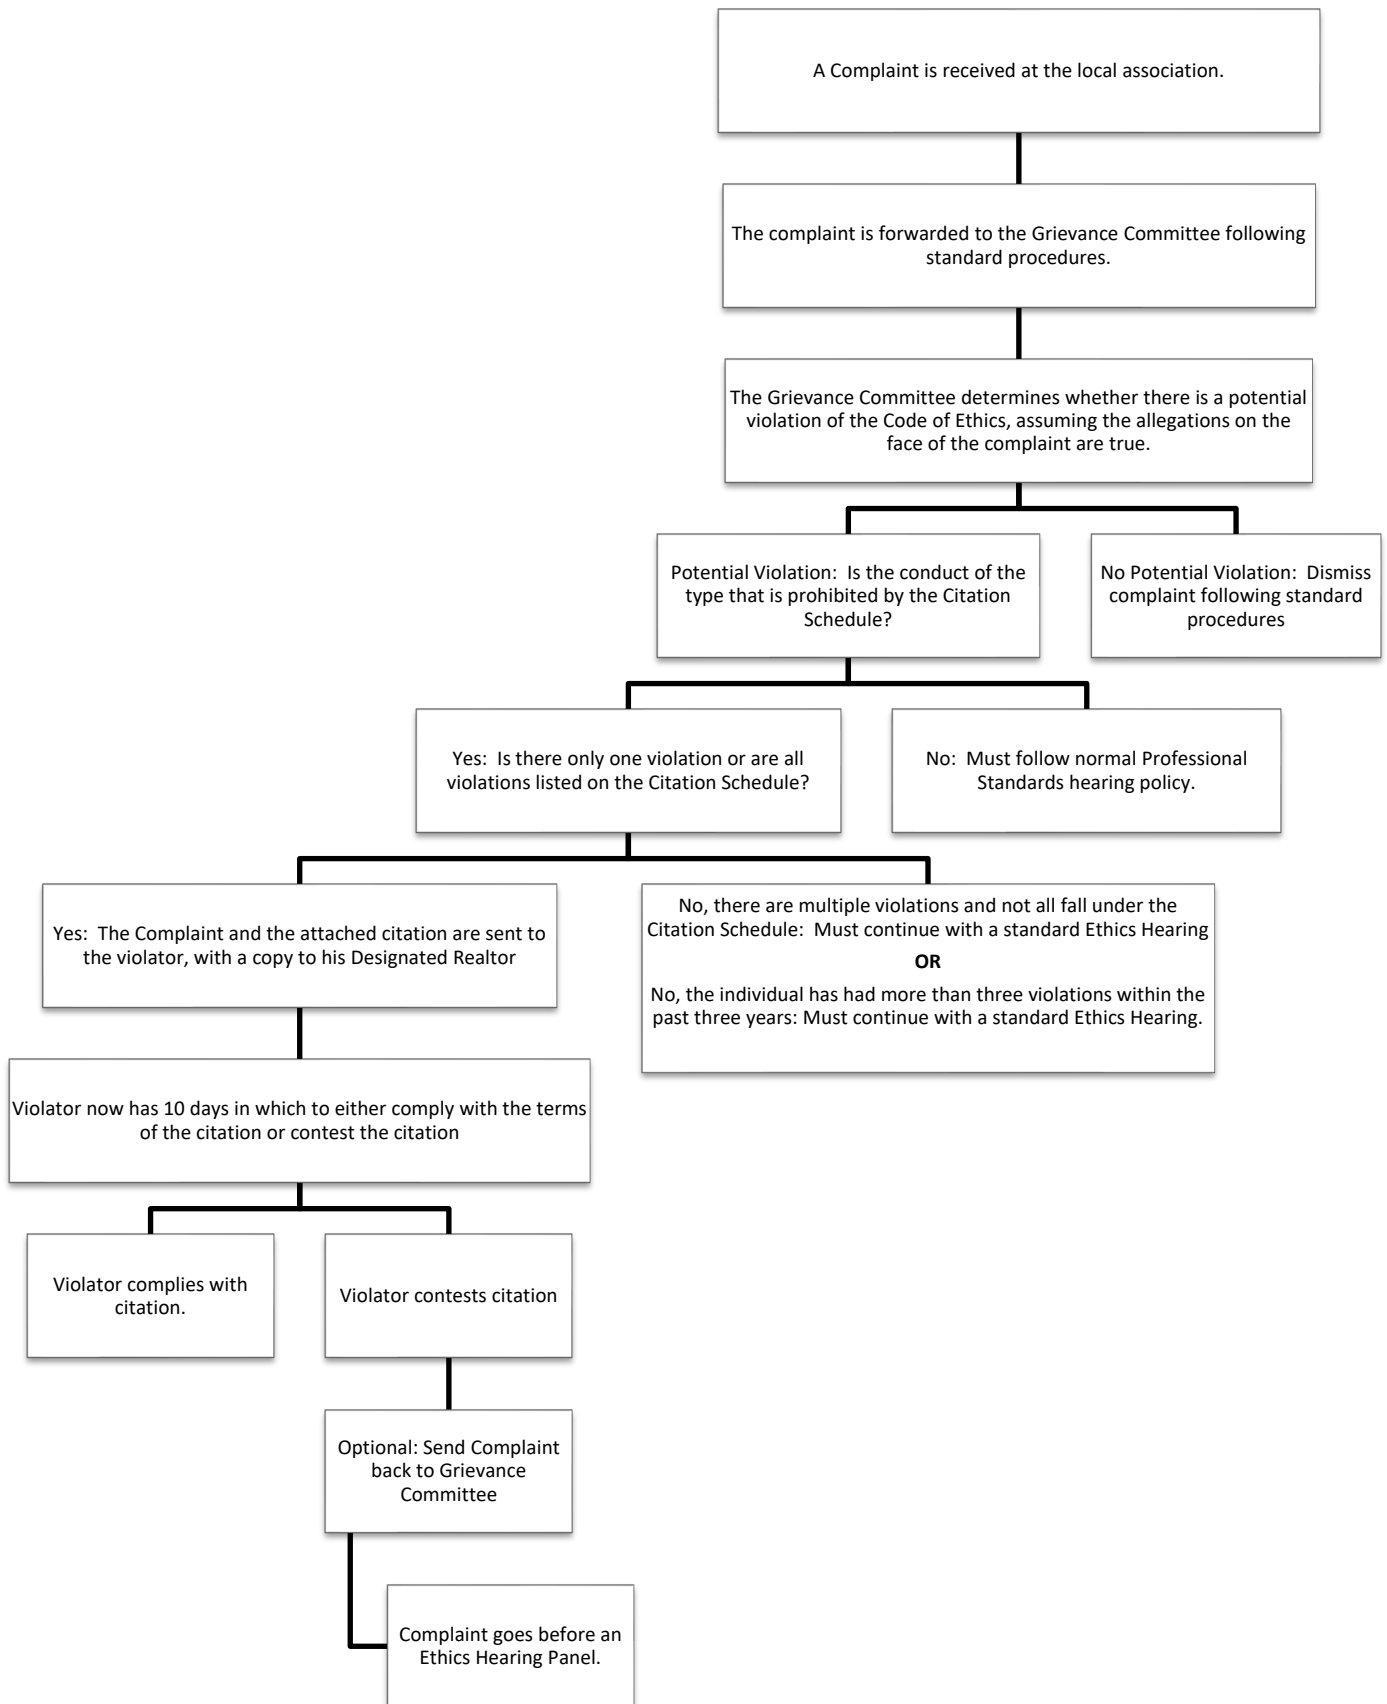 A Complaint is received at the local association.
The complaint is forwarded to the Grievance Committee following
standard procedures.
The Grievance Committee determines whether there is a potential
violation of the Code of Ethics, assuming the allegations on the
face of the complaint are true.
Potential Violation:  Is the conduct of the
type that is prohibited by the Citation
Schedule?
No Potential Violation:  Dismiss
complaint following standard
procedures
Yes:  Is there only one violation or are all
violations listed on the Citation Schedule?
No:  Must follow normal Professional
Standards hearing policy.
Yes:  The Complaint and the attached citation are sent to
the violator, with a copy to his Designated Realtor
No, there are multiple violations and not all fall under the
Citation Schedule:  Must continue with a standard Ethics Hearing
OR
No, the individual has had more than three violations within the
past three years: Must continue with a standard Ethics Hearing.
Violator now has 10 days in which to either comply with the terms
of the citation or contest the citation
Violator complies with
citation.
Violator contests citation
Optional: Send Complaint
back to Grievance
Committee
Complaint goes before an
Ethics Hearing Panel.